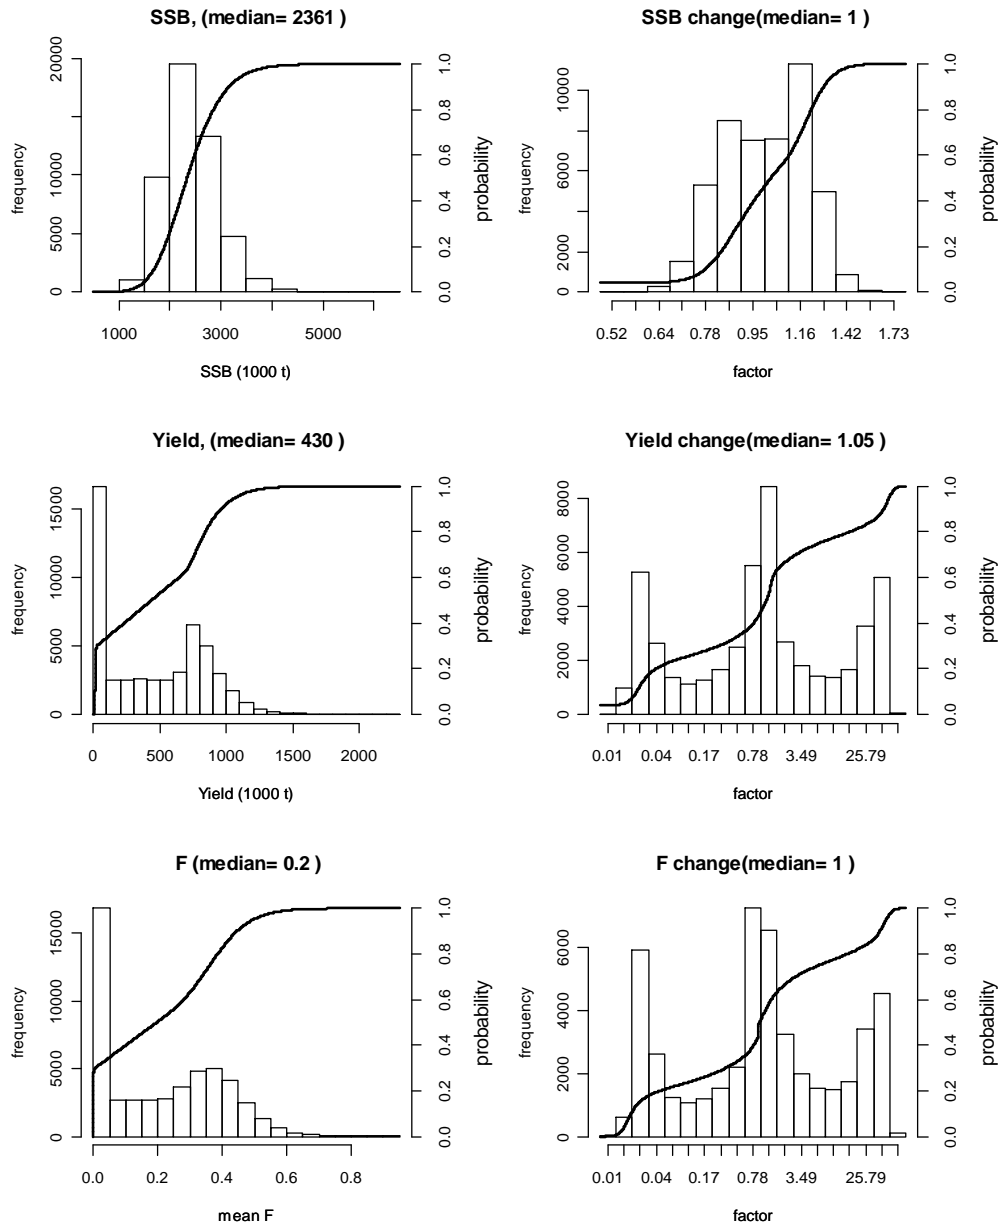 SSB, (median= 2361 )
frequency
0 5000 10000 20000
0.0 0.2 0.4 0.6 0.8 1.0
probability
1000 3000 5000
SSB (1000 t)
SSB change(median= 1 )
frequency
0 2000 6000 10000
0.0 0.2 0.4 0.6 0.8 1.0
probability
0.52 0.64 0.78 0.95 1.16 1.42 1.73
factor
Yield, (median= 430 )
frequency
0 5000 10000 15000
0.0 0.2 0.4 0.6 0.8 1.0
probability
0 500 1000 1500 2000
Yield (1000 t)
Yield change(median= 1.05 )
frequency
0 2000 4000 6000 8000
0.0 0.2 0.4 0.6 0.8 1.0
probability
0.01 0.04 0.17 0.78 3.49 25.79
factor
F (median= 0.2 )
frequency
0 5000 10000 15000
0.0 0.2 0.4 0.6 0.8 1.0
probability
0.0 0.2 0.4 0.6 0.8
mean F
F change(median= 1 )
frequency
0 2000 4000 6000
0.0 0.2 0.4 0.6 0.8 1.0
probability
0.01 0.04 0.17 0.78 3.49 25.79
factor